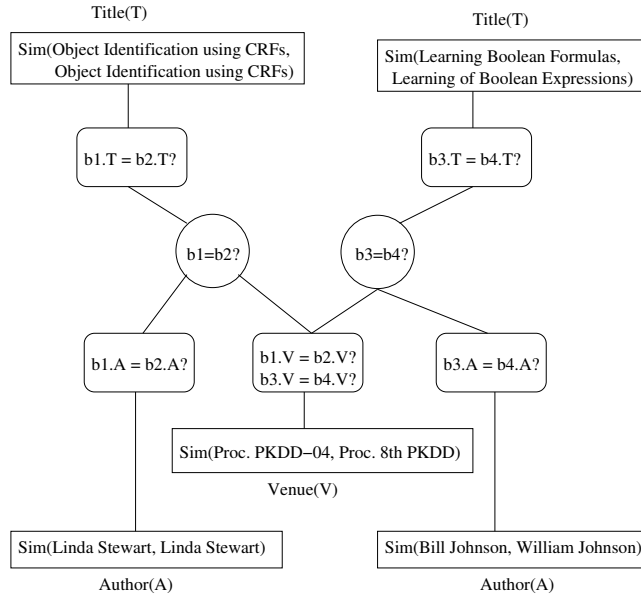 Title(T)
Title(T)
Sim(Object Identification using CRFs,
Object Identification using CRFs)
Sim(Learning Boolean Formulas,
Learning of Boolean Expressions)
b1.T = b2.T?
b3.T = b4.T?
b1=b2?
b3=b4?
b1.A = b2.A?
b1.V = b2.V?
b3.V = b4.V?
b3.A = b4.A?
Sim(Proc. PKDD−04, Proc. 8th PKDD)
Venue(V)
Sim(Linda Stewart, Linda Stewart)
Sim(Bill Johnson, William Johnson)
Author(A)
Author(A)